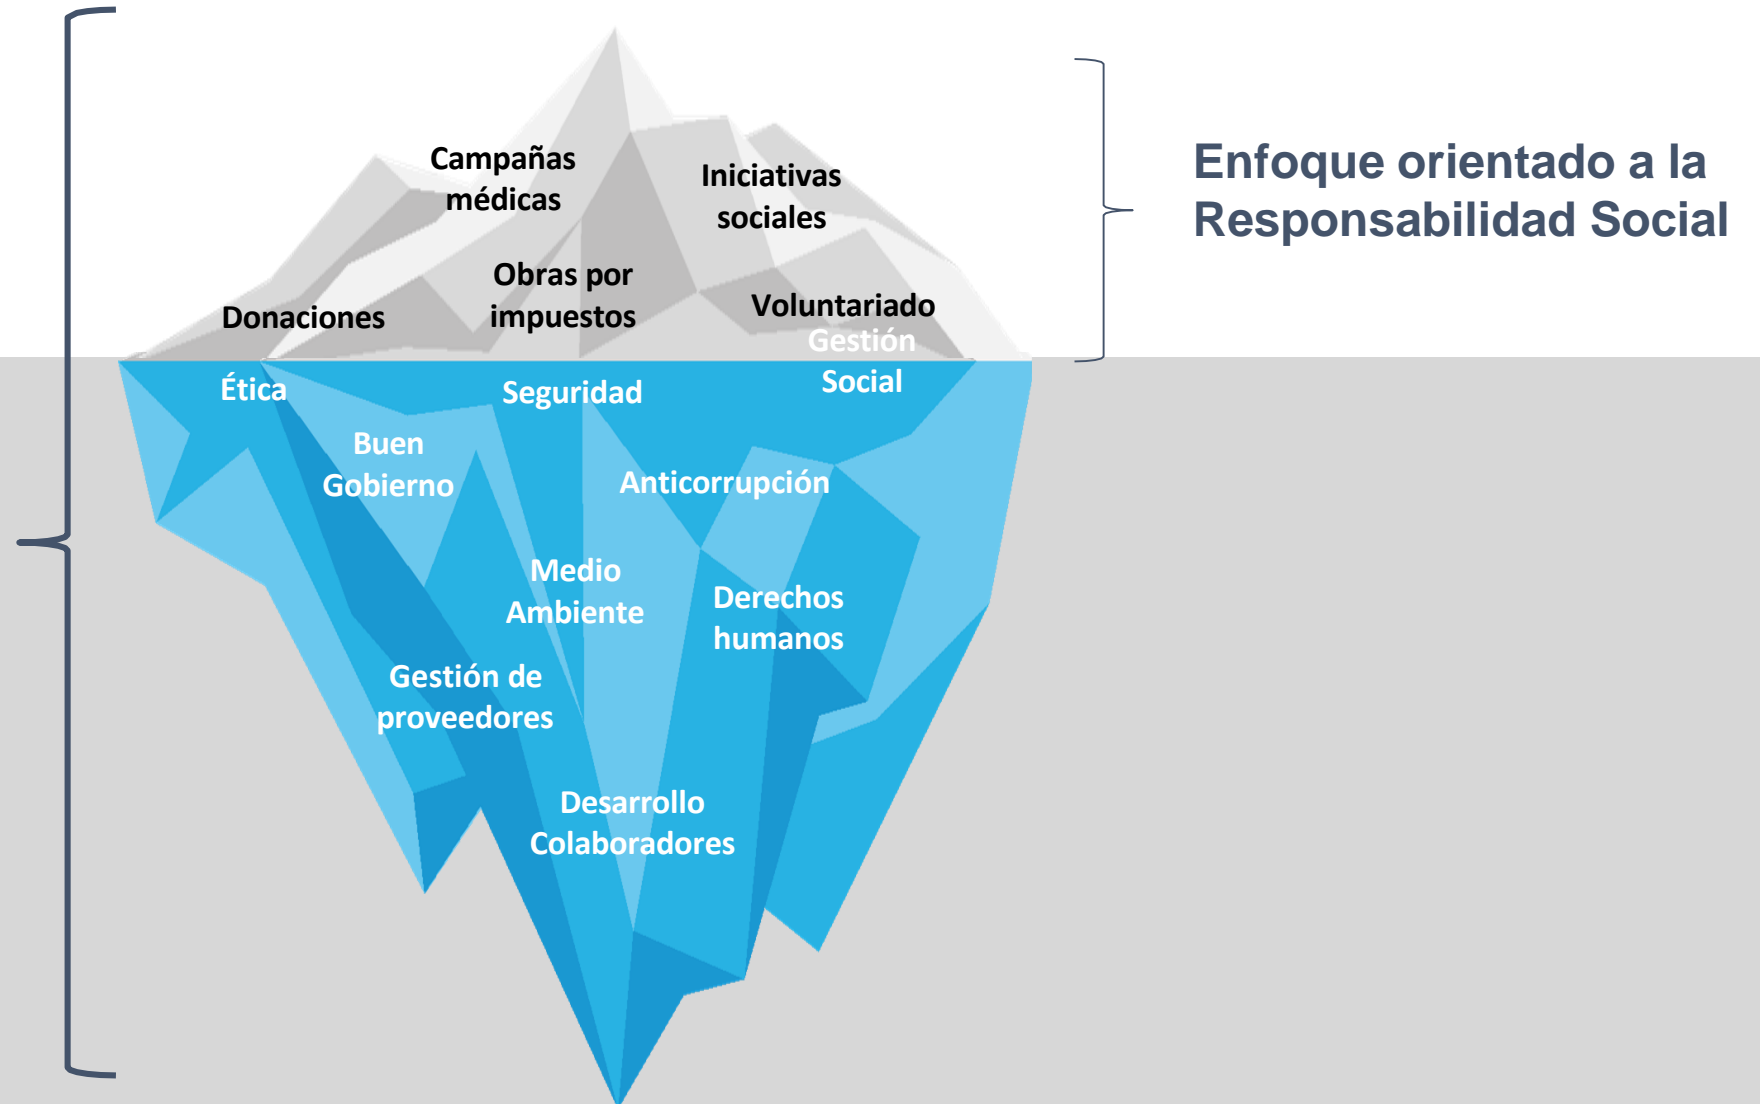 Campañas
médicas
Iniciativas
sociales
Enfoque orientado a la
Responsabilidad Social
Obras por
impuestos
Donaciones
Voluntariado
Gestión
Social
Ética
Seguridad
Buen
Gobierno
Anticorrupción
Medio
Ambiente
Derechos
humanos
Gestión de
proveedores
Desarrollo
Colaboradores